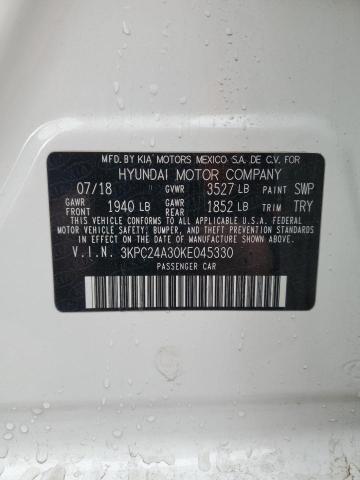 MFD.BY KIA MOTORS MEXICO S.A. DE C.V. FOR
HYUNDAI MOTOR COMPANY
07/18 GVWR 3527 LB PAINT SWP
GAWR FRONT 1940 LB GAWR REAR 1852 LB TRIM TRY
THIS VEHICLE CONFORMS TO ALL APPLICABLE U.S.A. FEDERAL
MOTOR VEHICLE SAFETY, BUMPER, AND THEFT PREVENTION
STANDARDS IN EFFECT ON THE DATE OF MANUFACTURE SHOWN ABOVE.
V.I.N. 3KPC24A30KE045330
PASSENGER CAR